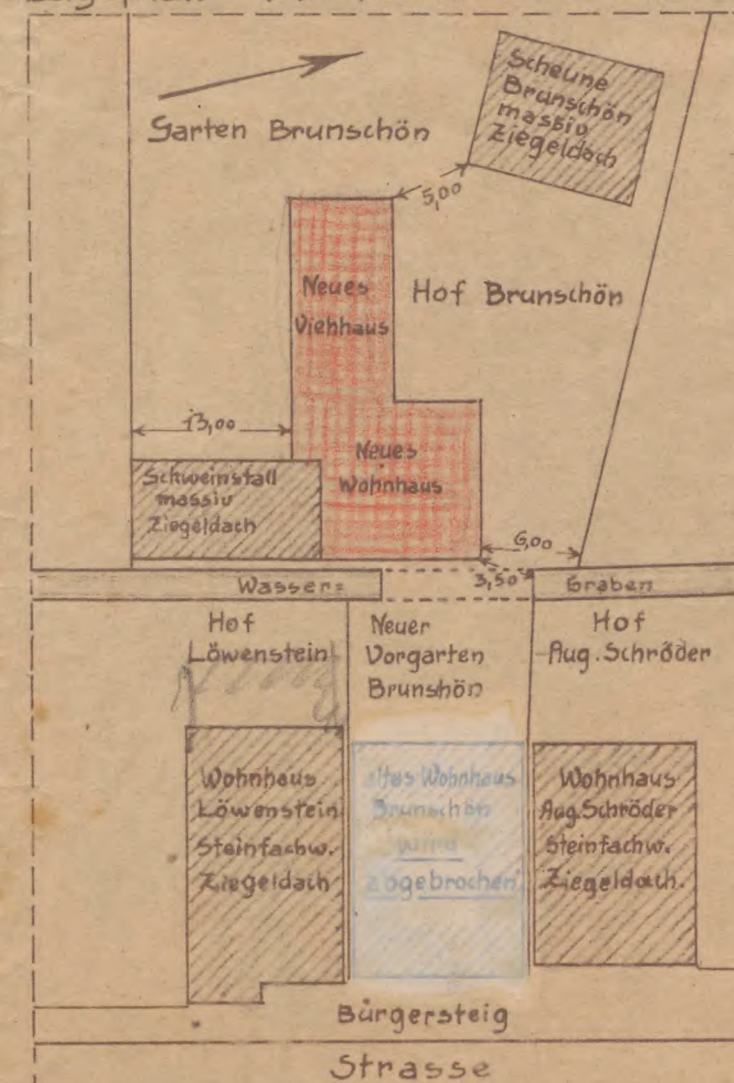 Scheune
Brunschön
massiv
Ziegeldach
Garten Brunschön
5,00
Neues
Viehhaus
Hof Brunschön
13,00
Neues
Wohnhaus
Schweinstall
massiv
Ziegeldach
6,00
3,50
Wasser=
Graben
Hof
Löwenstein
Neuer
Vorgarten
Brunshön
Hof
Aug. Schröder
Wohnhaus
Löwenstein
Steinfachw.
Ziegeldach
altes Wohnhaus
Brunschön
wird
abgebrochen
Wohnhaus
Aug. Schröder
Steinfachw.
Ziegeldach.
Bürgersteig
Strasse